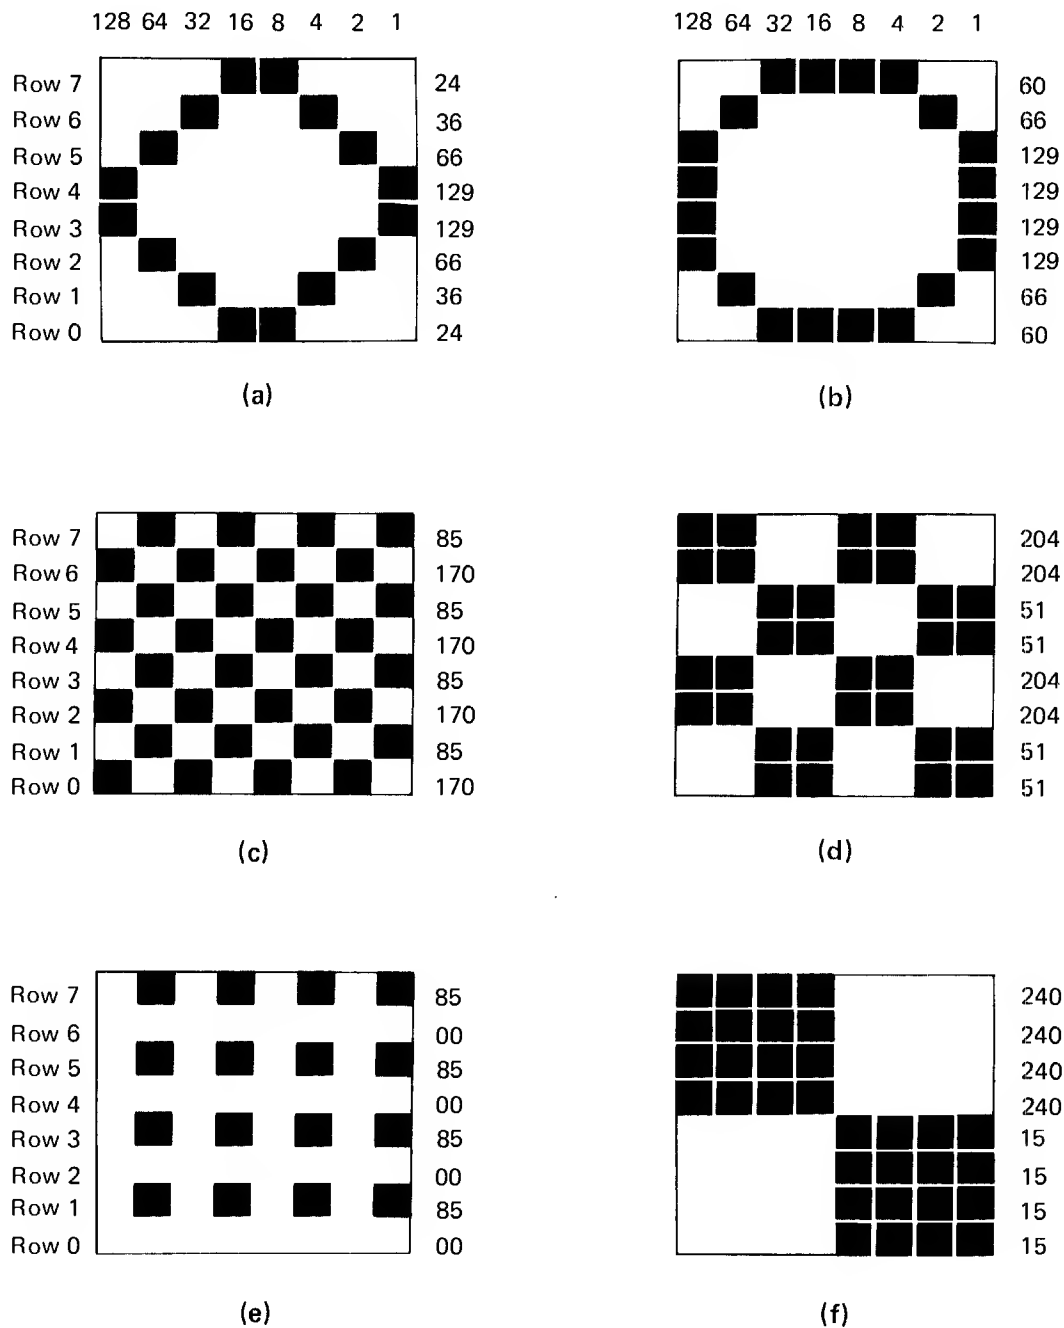 128 64 32 16 8 4 2 1
Row 7 24
Row 6 36
Row 5 66
Row 4 129
Row 3 129
Row 2 66
Row 1 36
Row 0 24
(a)
128 64 32 16 8 4 2 1
60
66
129
129
129
129
66
60
(b)
Row 7 85
Row 6 170
Row 5 85
Row 4 170
Row 3 85
Row 2 170
Row 1 85
Row 0 170
(c)
204
204
51
51
204
204
51
51
(d)
Row 7 85
Row 6 00
Row 5 85
Row 4 00
Row 3 85
Row 2 00
Row 1 85
Row 0 00
(e)
240
240
240
240
15
15
15
15
(f)